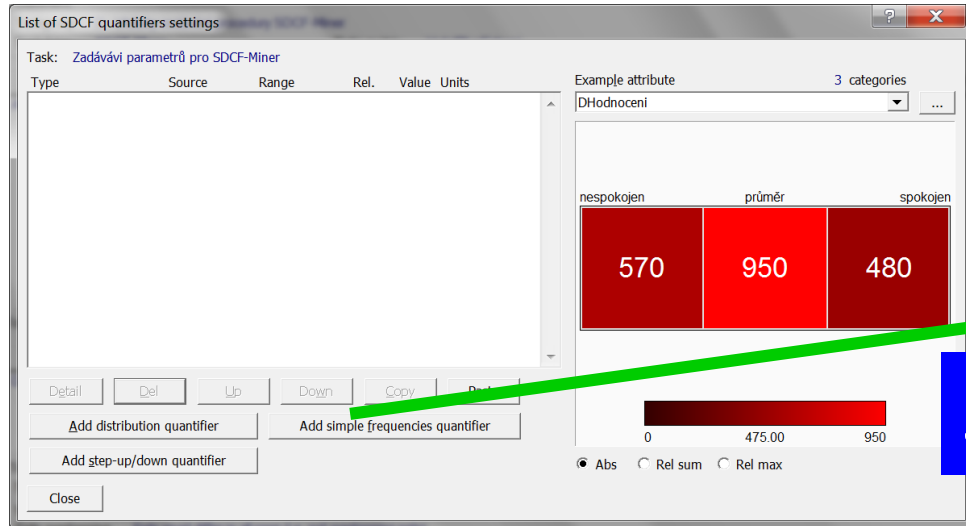 List of SDCF quantifiers settings
Task: Zadávávi parametrů pro SDCF-Miner
Type Source Range Rel. Value Units
Example attribute 3 categories
DHodnoceni ...
nespokojen průměr spokojen
570 950 480
Detail Del Up Down Copy
Add distribution quantifier Add simple frequencies quantifier
0 475.00 950
Add step-up/down quantifier
Abs Rel sum Rel max
Close